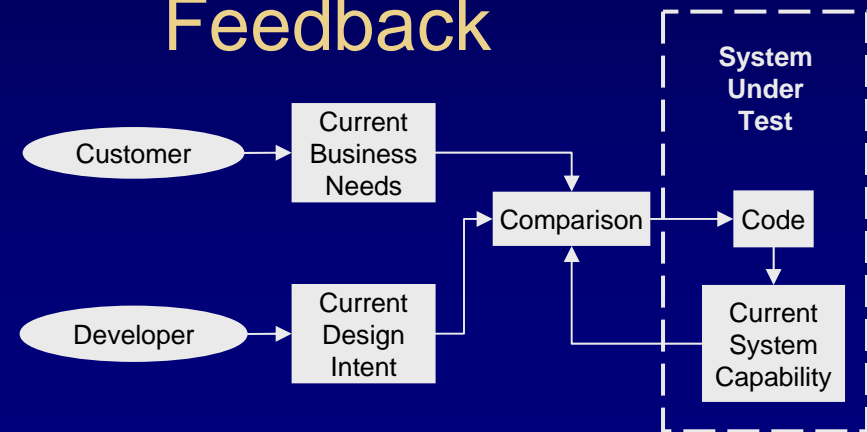 Feedback
System
Under
Test
Customer
Current
Business
Needs
Comparison
Code
Developer
Current
Design
Intent
Current
System
Capability